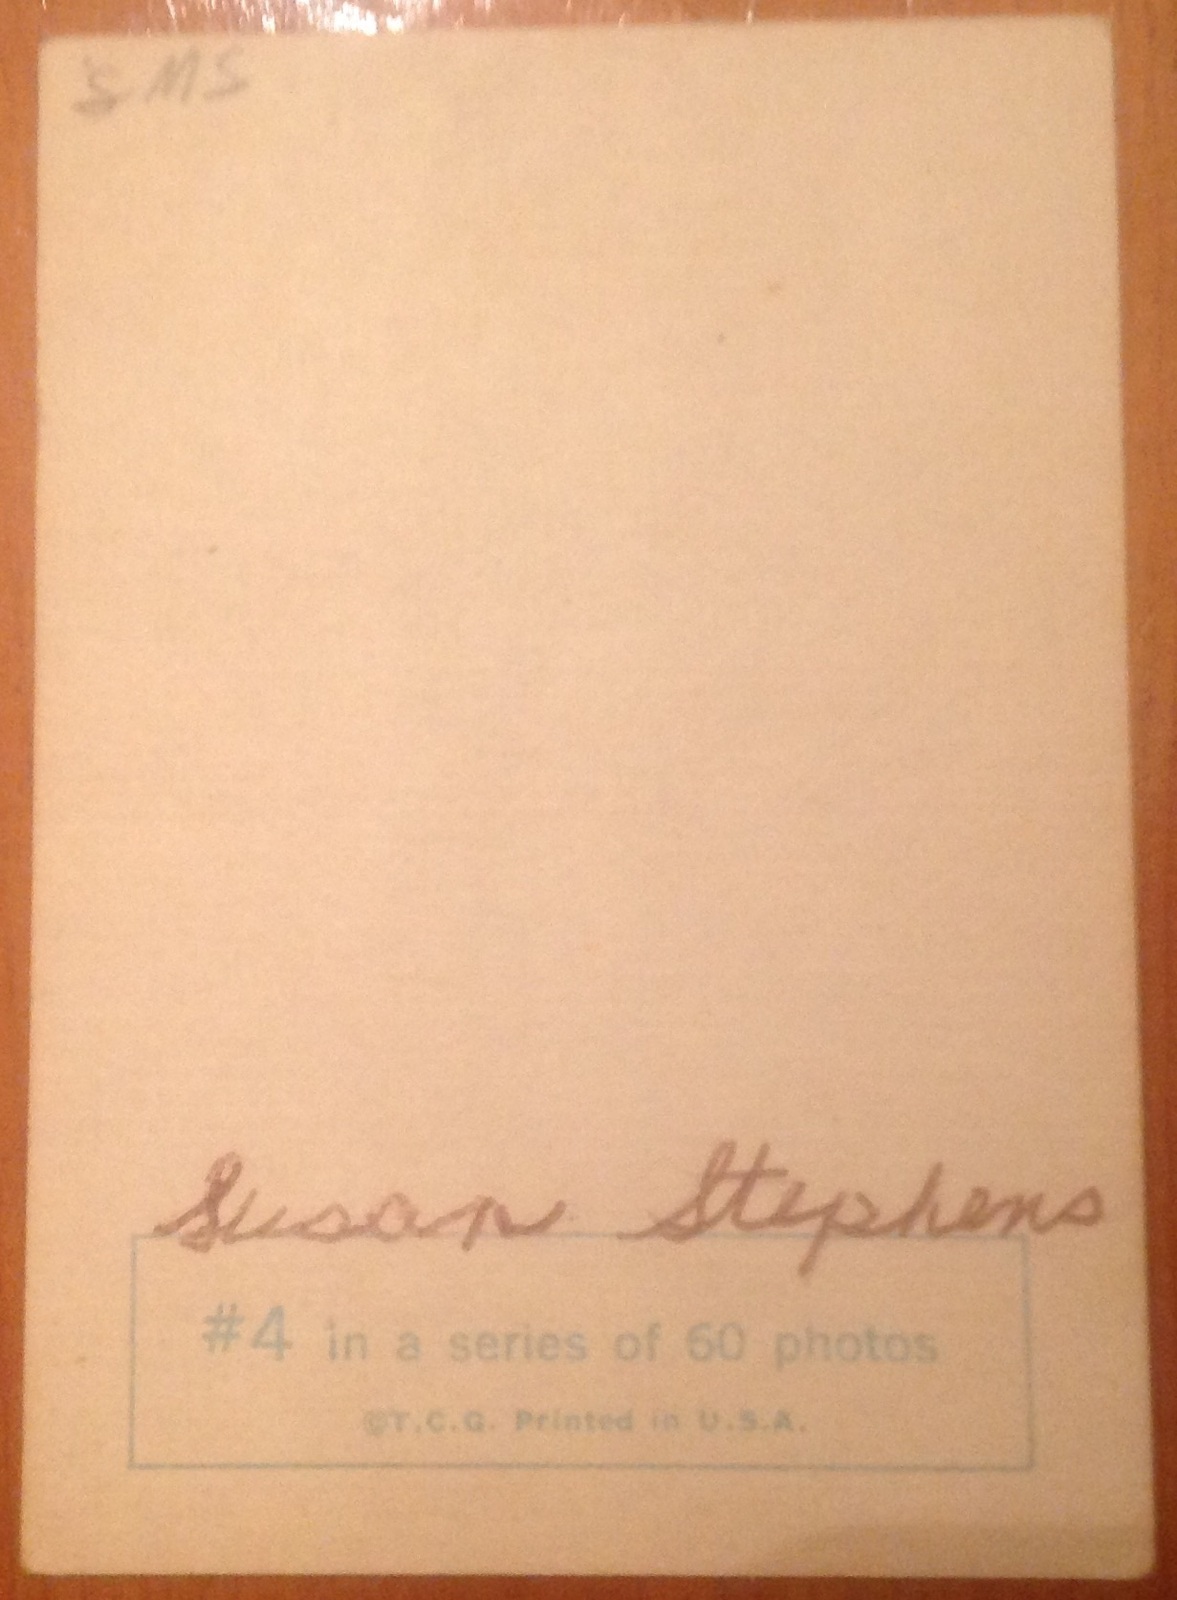 SMS
Susan Stephens
#4 in a series of 60 photos
©T.C.G. Printed in U.S.A.